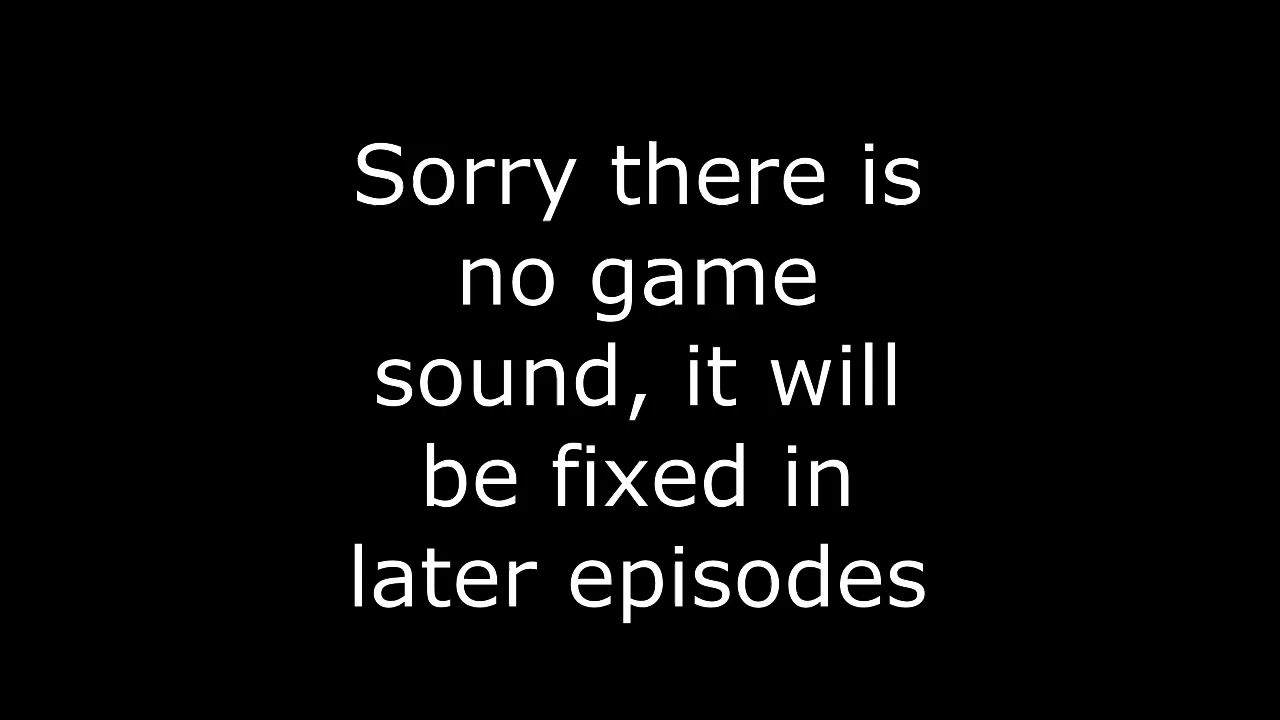 Sorry there is
no game
sound, it will
be fixed in
later episodes